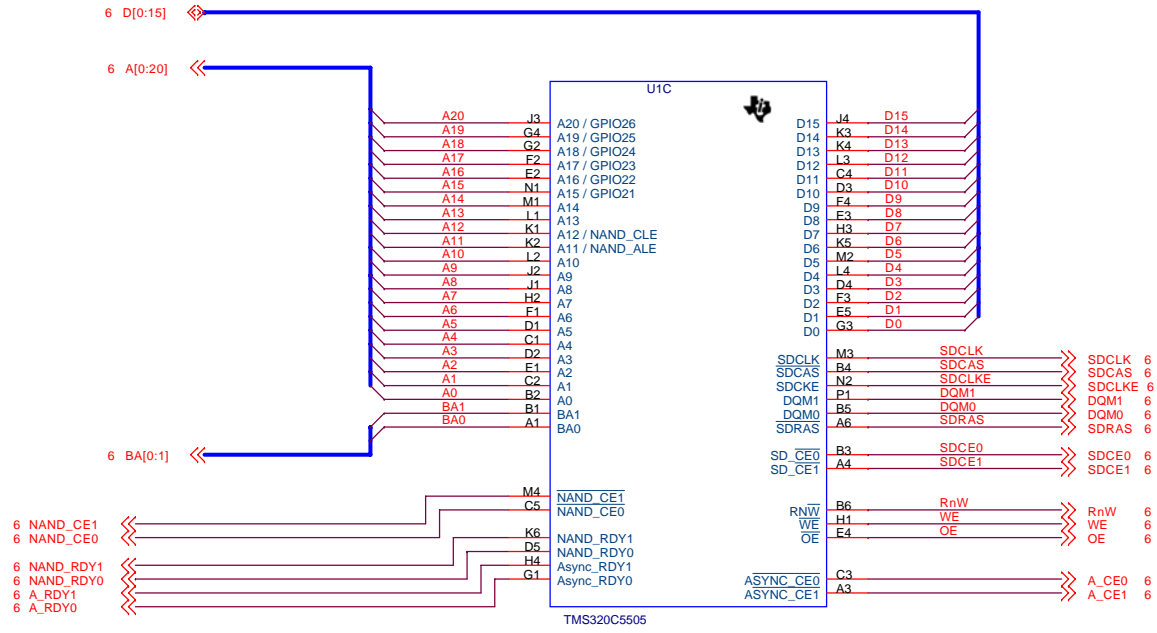 6 D[0:15]
6 A[0:20]
U1C
A20 J3 A20 / GPIO26 D15 J4 D15
A19 G4 A19 / GPIO25 D14 K3 D14
A18 G2 A18 / GPIO24 D13 K4 D13
A17 F2 A17 / GPIO23 D12 L3 D12
A16 E2 A16 / GPIO22 D11 C4 D11
A15 N1 A15 / GPIO21 D10 D3 D10
A14 M1 A14 D9 F4 D9
A13 L1 A13 D8 E3 D8
A12 K1 A12 / NAND_CLE D7 H3 D7
A11 K2 A11 / NAND_ALE D6 K5 D6
A10 L2 A10 D5 M2 D5
A9 J2 A9 D4 L4 D4
A8 J1 A8 D3 D4 D3
A7 H2 A7 D2 F3 D2
A6 F1 A6 D1 E5 D1
A5 D1 A5 D0 G3 D0
A4 C1 A4
A3 D2 A3 SDCLK M3 SDCLK SDCLK 6
A2 E1 A2 SDCAS B4 SDCAS SDCAS 6
A1 C2 A1 SDCKE N2 SDCLKE SDCLKE 6
A0 B2 A0 DQM1 P1 DQM1 DQM1 6
BA1 B1 BA1 DQM0 B5 DQM0 DQM0 6
BA0 A1 BA0 SDRAS A6 SDRAS SDRAS 6
6 BA[0:1] SD_CE0 B3 SDCE0 SDCE0 6
SD_CE1 A4 SDCE1 SDCE1 6
M4 NAND_CE1
C5 NAND_CE0 RNW B6 RnW RnW 6
6 NAND_CE1 WE H1 WE WE 6
6 NAND_CE0 K6 NAND_RDY1 OE E4 OE OE 6
D5 NAND_RDY0
6 NAND_RDY1 H4 Async_RDY1
6 NAND_RDY0 G1 Async_RDY0 ASYNC_CE0 C3 A_CE0 6
6 A_RDY1 ASYNC_CE1 A3 A_CE1 6
6 A_RDY0
TMS320C5505